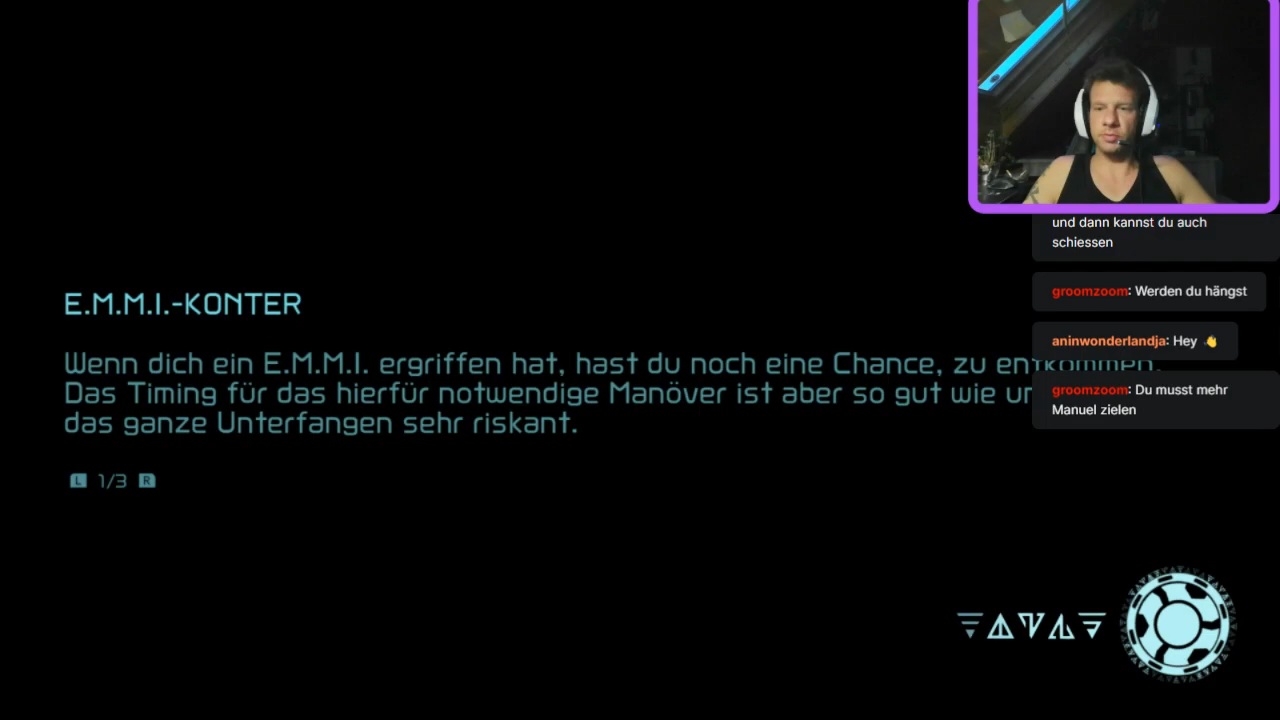 E.M.M.I.-KONTER
Wenn dich ein E.M.M.I. ergriffen hat, hast du noch eine Chance, zu entkommen.
Das Timing für das hierfür notwendige Manöver ist aber so gut wie
das ganze Unterfangen sehr riskant.
L 1/3 R
und dann kannst du auch
schiessen
groomzoom: Werden du hängst
aninwonderlandja: Hey 👋
groomzoom: Du musst mehr
Manuel zielen